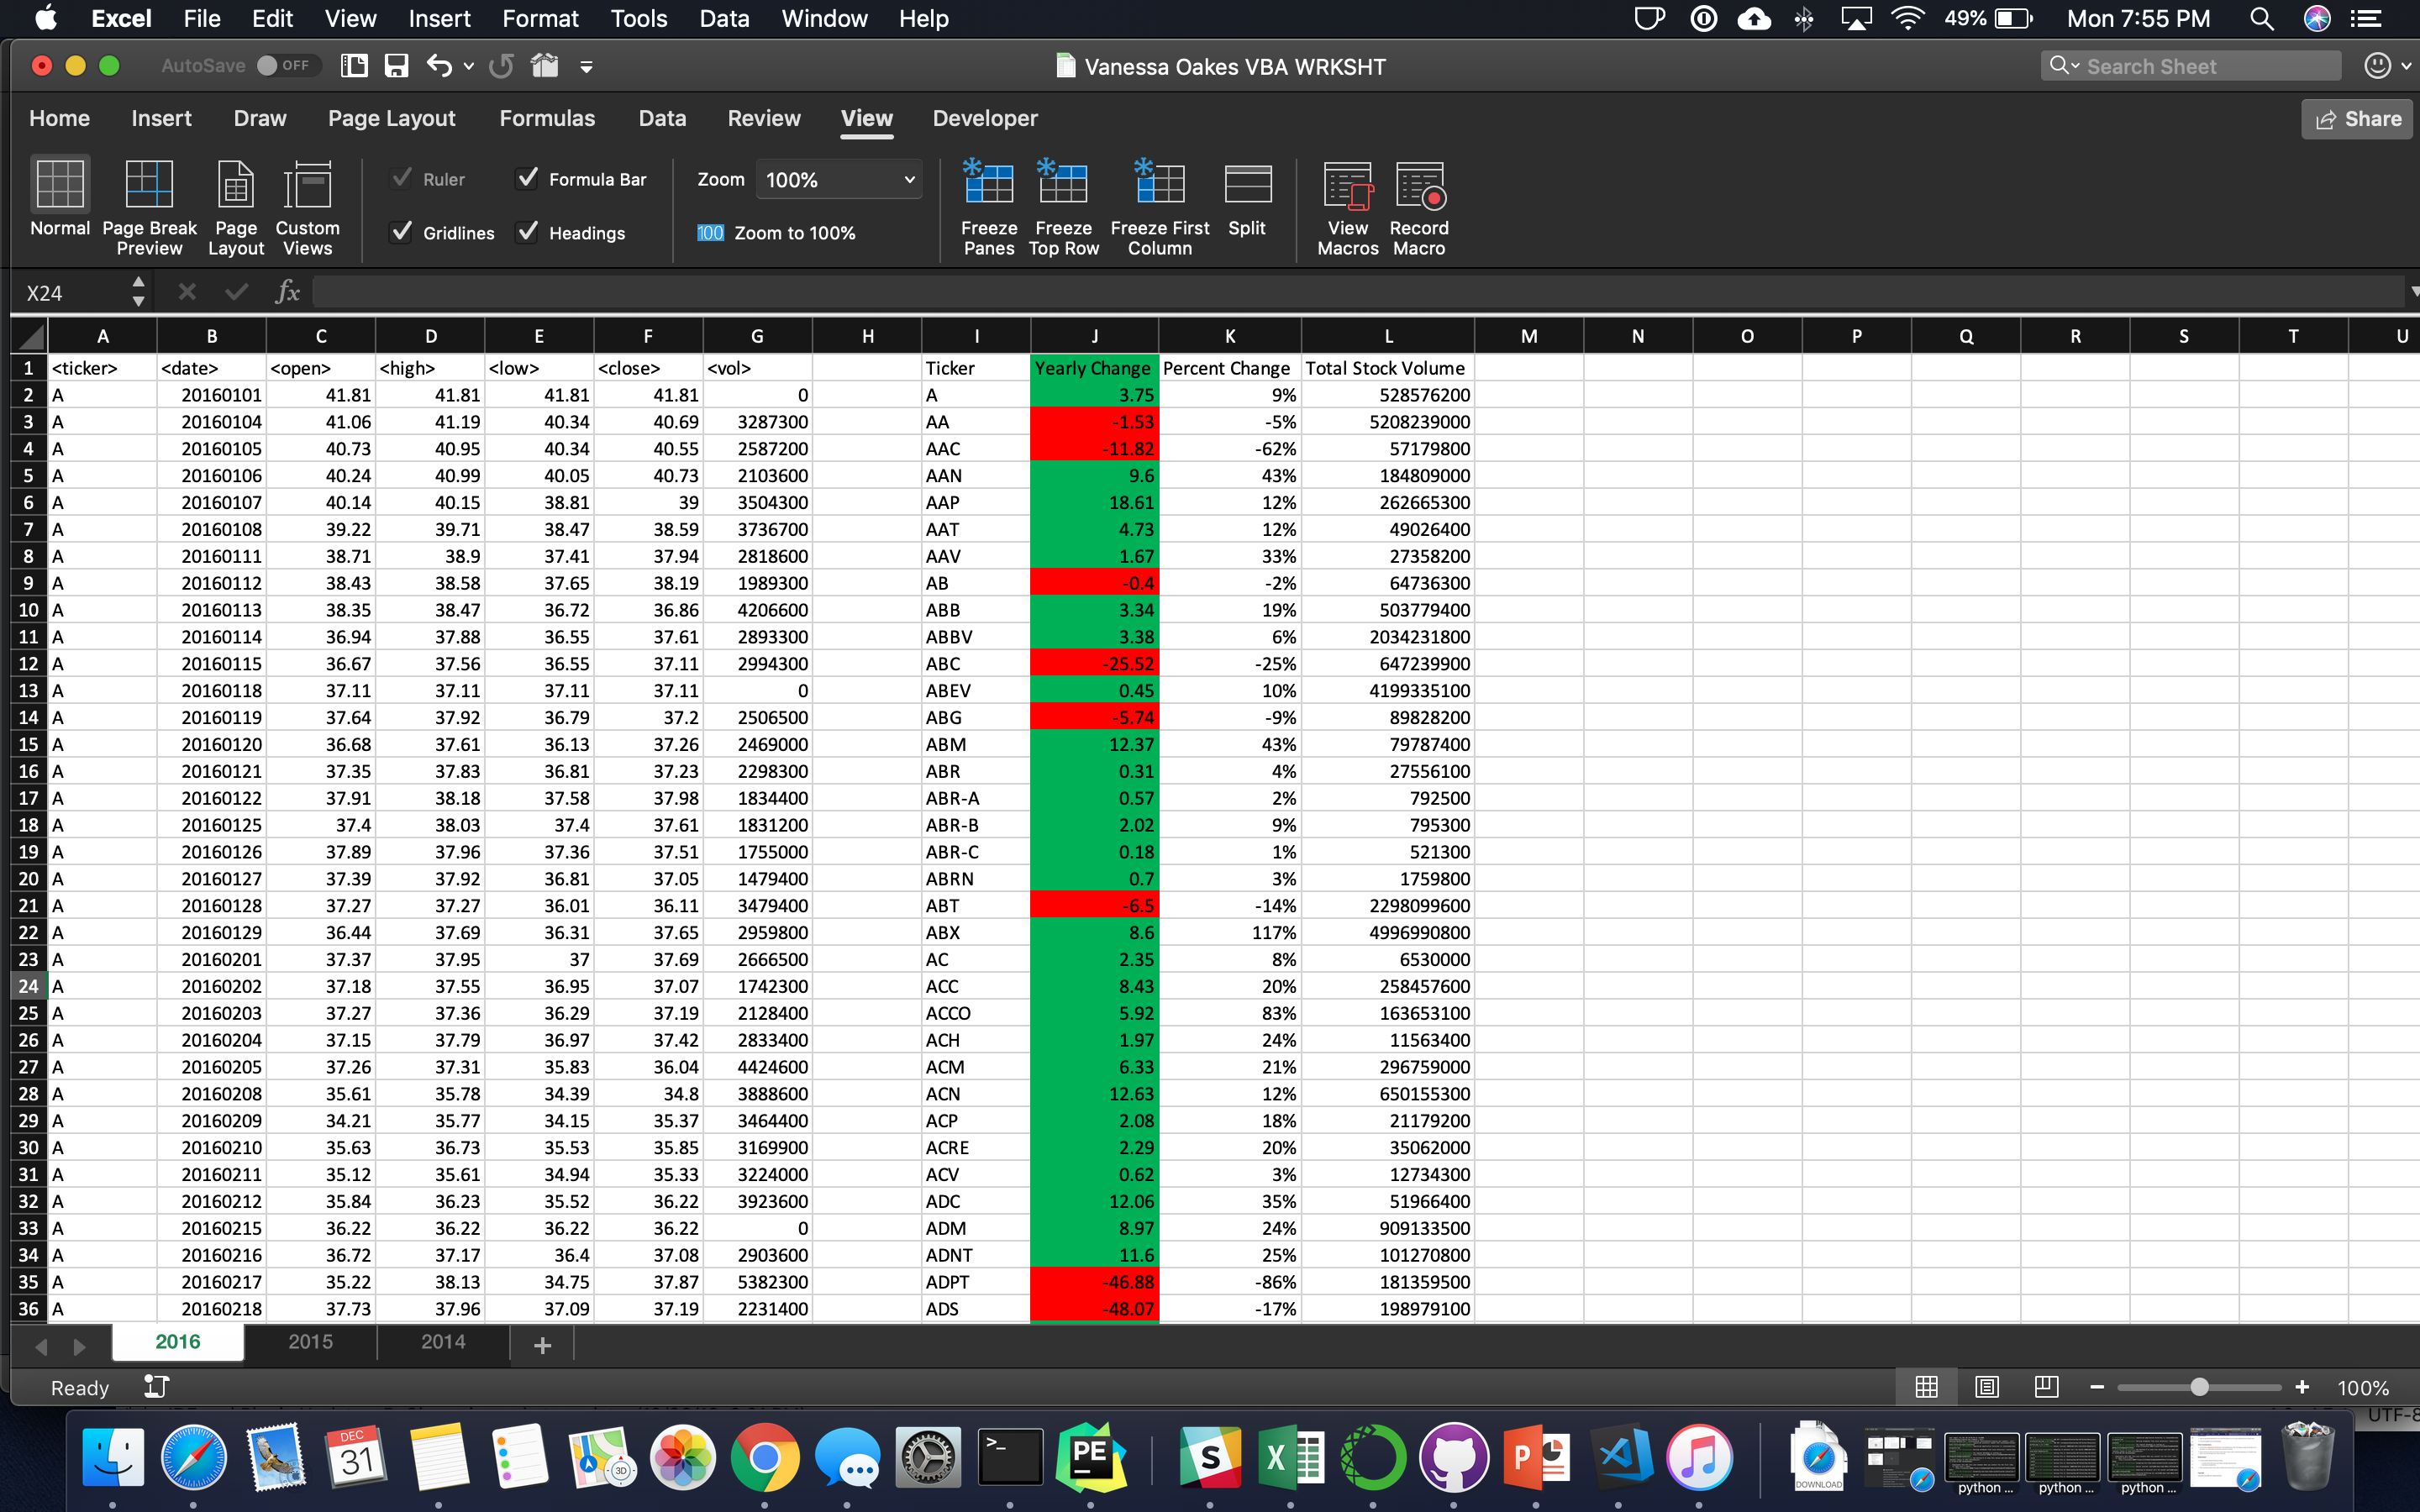 Excel File Edit View Insert Format Tools Data Window Help 49% Mon 7:55 PM
AutoSave OFF Vanessa Oakes VBA WRKSHT Search Sheet
Home Insert Draw Page Layout Formulas Data Review View Developer Share
Ruler Formula Bar Zoom 100%
Normal Page Break Preview Page Layout Custom Views Gridlines Headings 100 Zoom to 100% Freeze Panes Freeze Top Row Freeze First Column Split View Macros Record Macro
X24 fx
A B C D E F G H I J K L M N O P Q R S T U
1 <ticker> <date> <open> <high> <low> <close> <vol> Ticker Yearly Change Percent Change Total Stock Volume
2 A 20160101 41.81 41.81 41.81 41.81 0 A 3.75 9% 528576200
3 A 20160104 41.06 41.19 40.34 40.69 3287300 AA -1.53 -5% 5208239000
4 A 20160105 40.73 40.95 40.34 40.55 2587200 AAC -11.82 -62% 57179800
5 A 20160106 40.24 40.99 40.05 40.73 2103600 AAN 9.6 43% 184809000
6 A 20160107 40.14 40.15 38.81 39 3504300 AAP 18.61 12% 262665300
7 A 20160108 39.22 39.71 38.47 38.59 3736700 AAT 4.73 12% 49026400
8 A 20160111 38.71 38.9 37.41 37.94 2818600 AAV 1.67 33% 27358200
9 A 20160112 38.43 38.58 37.65 38.19 1989300 AB -0.4 -2% 64736300
10 A 20160113 38.35 38.47 36.72 36.86 4206600 ABB 3.34 19% 503779400
11 A 20160114 36.94 37.88 36.55 37.61 2893300 ABBV 3.38 6% 2034231800
12 A 20160115 36.67 37.56 36.55 37.11 2994300 ABC -25.52 -25% 647239900
13 A 20160118 37.11 37.11 37.11 37.11 0 ABEV 0.45 10% 4199335100
14 A 20160119 37.64 37.92 36.79 37.2 2506500 ABG -5.74 -9% 89828200
15 A 20160120 36.68 37.61 36.13 37.26 2469000 ABM 12.37 43% 79787400
16 A 20160121 37.35 37.83 36.81 37.23 2298300 ABR 0.31 4% 27556100
17 A 20160122 37.91 38.18 37.58 37.98 1834400 ABR-A 0.57 2% 792500
18 A 20160125 37.4 38.03 37.4 37.61 1831200 ABR-B 2.02 9% 795300
19 A 20160126 37.89 37.96 37.36 37.51 1755000 ABR-C 0.18 1% 521300
20 A 20160127 37.39 37.92 36.81 37.05 1479400 ABRN 0.7 3% 1759800
21 A 20160128 37.27 37.27 36.01 36.11 3479400 ABT -6.5 -14% 2298099600
22 A 20160129 36.44 37.69 36.31 37.65 2959800 ABX 8.6 117% 4996990800
23 A 20160201 37.37 37.95 37 37.69 2666500 AC 2.35 8% 6530000
24 A 20160202 37.18 37.55 36.95 37.07 1742300 ACC 8.43 20% 258457600
25 A 20160203 37.27 37.36 36.29 37.19 2128400 ACCO 5.92 83% 163653100
26 A 20160204 37.15 37.79 36.97 37.42 2833400 ACH 1.97 24% 11563400
27 A 20160205 37.26 37.31 35.83 36.04 4424600 ACM 6.33 21% 296759000
28 A 20160208 35.61 35.78 34.39 34.8 3888600 ACN 12.63 12% 650155300
29 A 20160209 34.21 35.77 34.15 35.37 3464400 ACP 2.08 18% 21179200
30 A 20160210 35.63 36.73 35.53 35.85 3169900 ACRE 2.29 20% 35062000
31 A 20160211 35.12 35.61 34.94 35.33 3224000 ACV 0.62 3% 12734300
32 A 20160212 35.84 36.23 35.52 36.22 3923600 ADC 12.06 35% 51966400
33 A 20160215 36.22 36.22 36.22 36.22 0 ADM 8.97 24% 909133500
34 A 20160216 36.72 37.17 36.4 37.08 2903600 ADNT 11.6 25% 101270800
35 A 20160217 35.22 38.13 34.75 37.87 5382300 ADPT -46.88 -86% 181359500
36 A 20160218 37.73 37.96 37.09 37.19 2231400 ADS -48.07 -17% 198979100
2016 2015 2014 +
Ready 100%
UTF-8
DEC 31 3D >_ PE S X P DOWNLOAD python ... python ... python ...